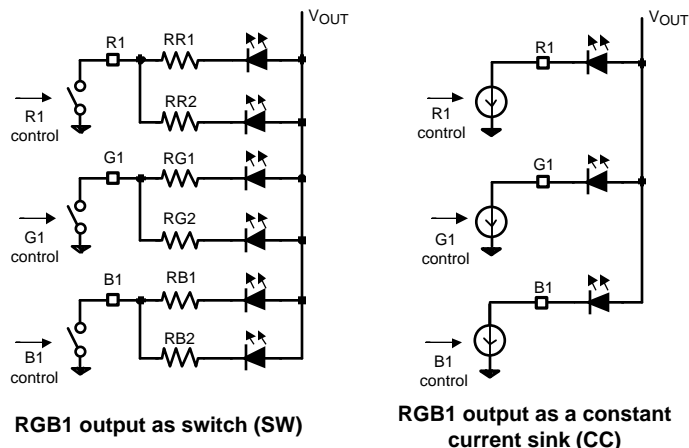 VOUT
R1
RR1
R1
control
RR2
G1
RG1
G1
control
RG2
B1
RB1
B1
control
RB2
RGB1 output as switch (SW)
VOUT
R1
R1
control
G1
G1
control
B1
B1
control
RGB1 output as a constant
current sink (CC)